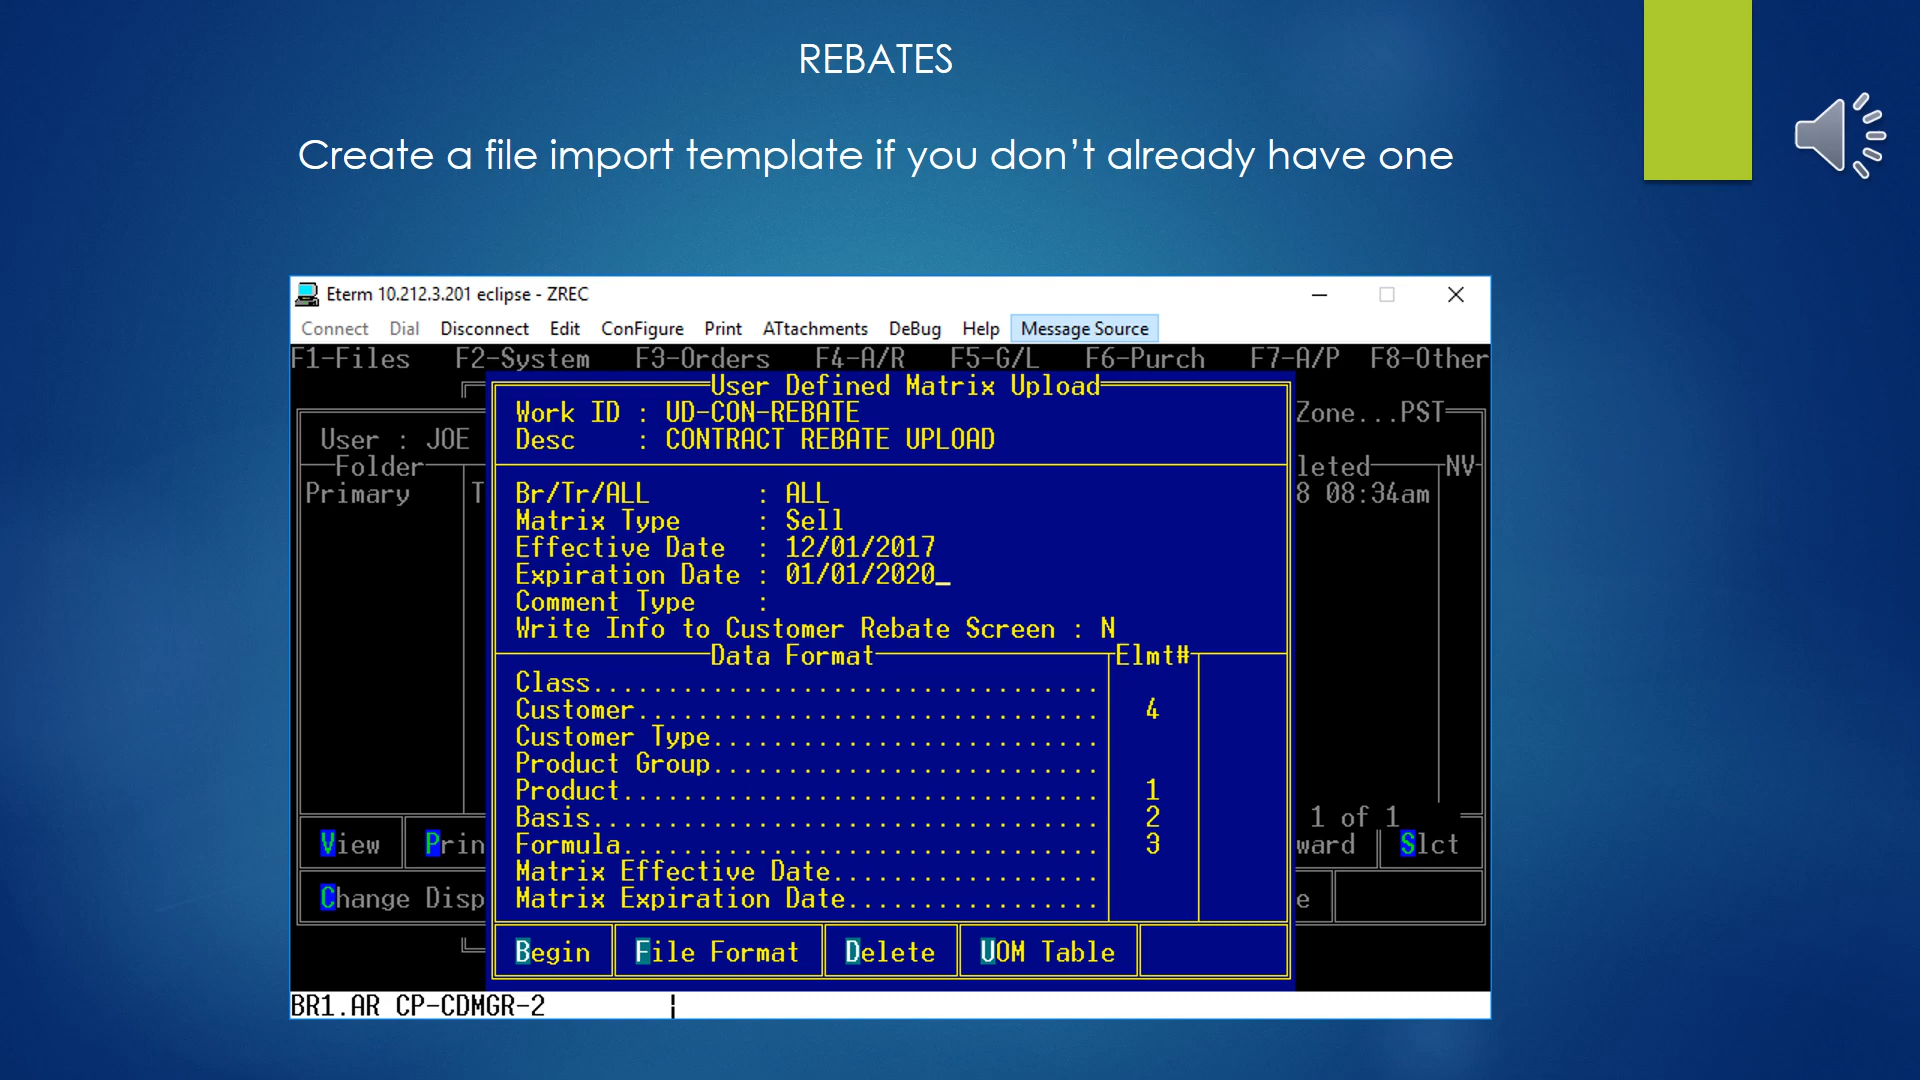 REBATES
Create a file import template if you don’t already have one
Eterm 10.212.3.201 eclipse - ZREC
Connect Dial Disconnect Edit ConFigure Print ATtachments DeBug Help Message Source
F1-Files F2-System F3-Orders F4-A/R F5-G/L F6-Purch F7-A/P F8-Other
User Defined Matrix Upload
Work ID : UD-CON-REBATE Zone...PST
User : JOE Desc : CONTRACT REBATE UPLOAD
Folder leted NV
Primary T Br/Tr/ALL : ALL 8 08:34am
Matrix Type : Sell
Effective Date : 12/01/2017
Expiration Date : 01/01/2020_
Comment Type :
Write Info to Customer Rebate Screen : N
Data Format Elmt#
Class................................
Customer............................... 4
Customer Type..........................
Product Group..........................
Product................................ 1
Basis.................................. 2 1 of 1
View Prin Formula................................ 3 ward Slct
Matrix Effective Date..................
Change Disp Matrix Expiration Date................. e
Begin File Format Delete UOM Table
BR1.AR CP-CDMGR-2 ¦